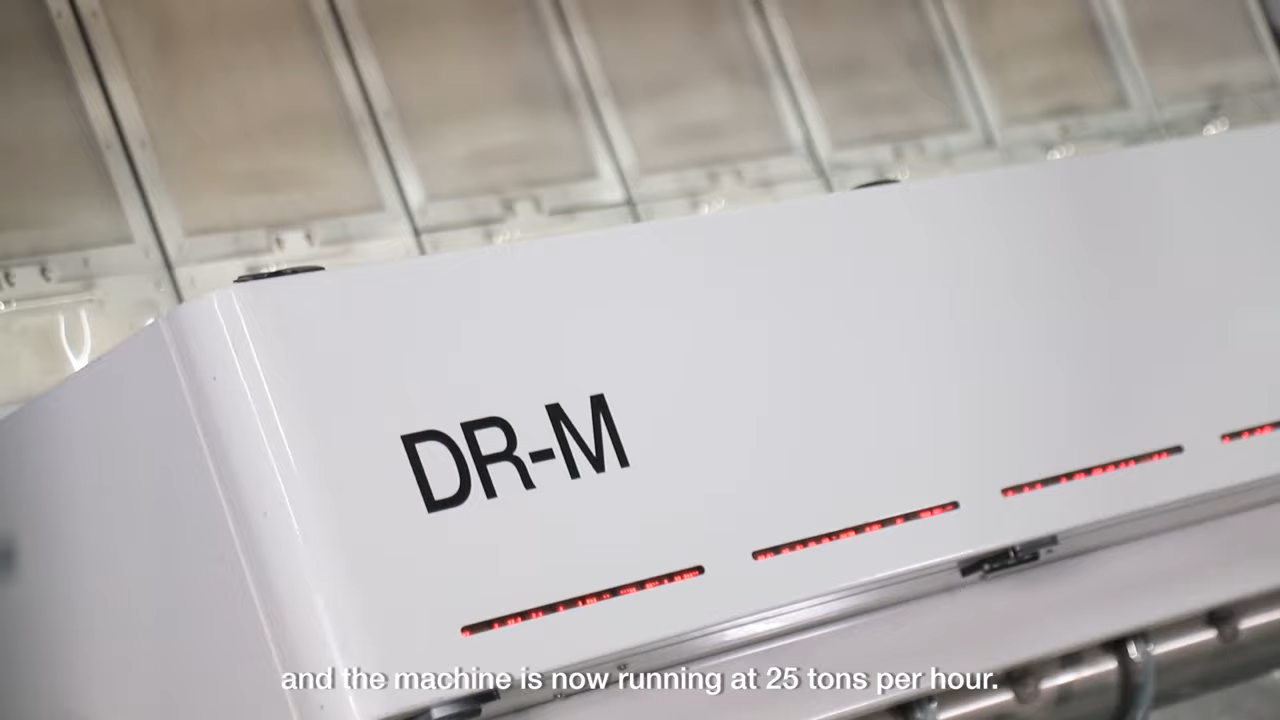 DR-M
and the machine is now running at 25 tons per hour.